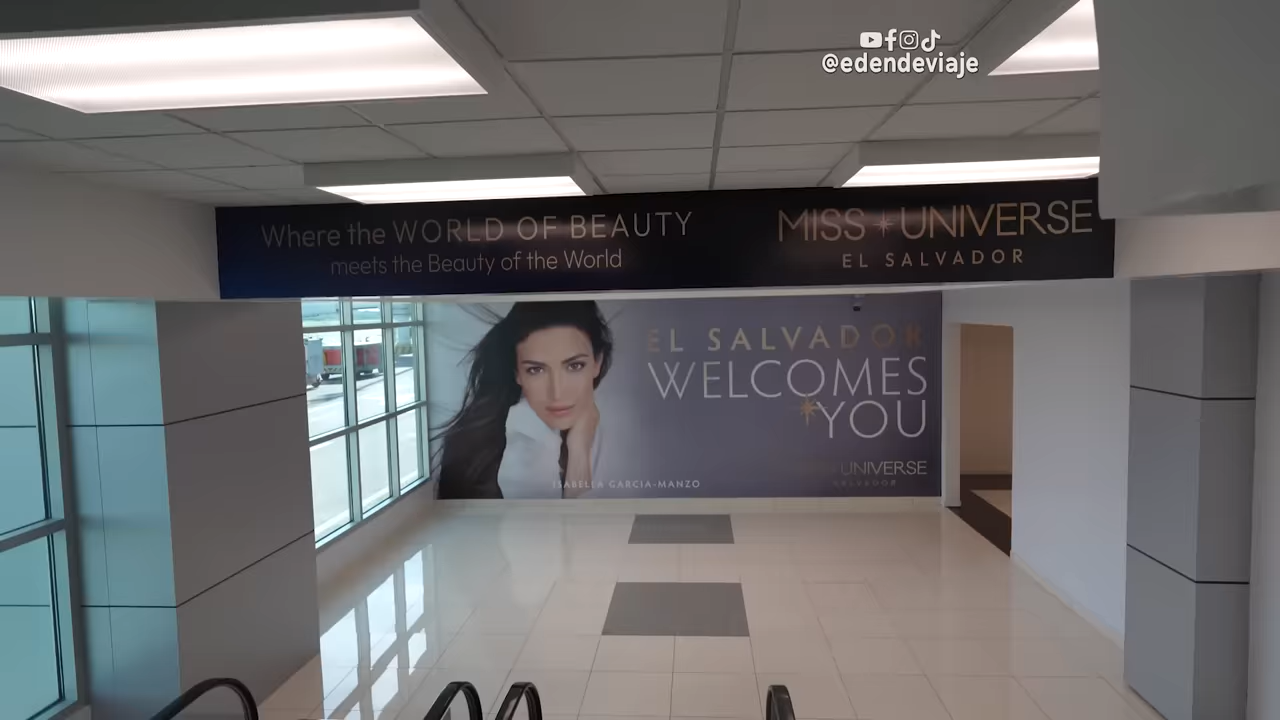 @edendeviaje
Where the WORLD OF BEAUTY
meets the Beauty of the World
MISS UNIVERSE
EL SALVADOR
EL SALVADOR
WELCOMES
YOU
ISABELLA GARCIA-MANZO
UNIVERSE
SALVADOR